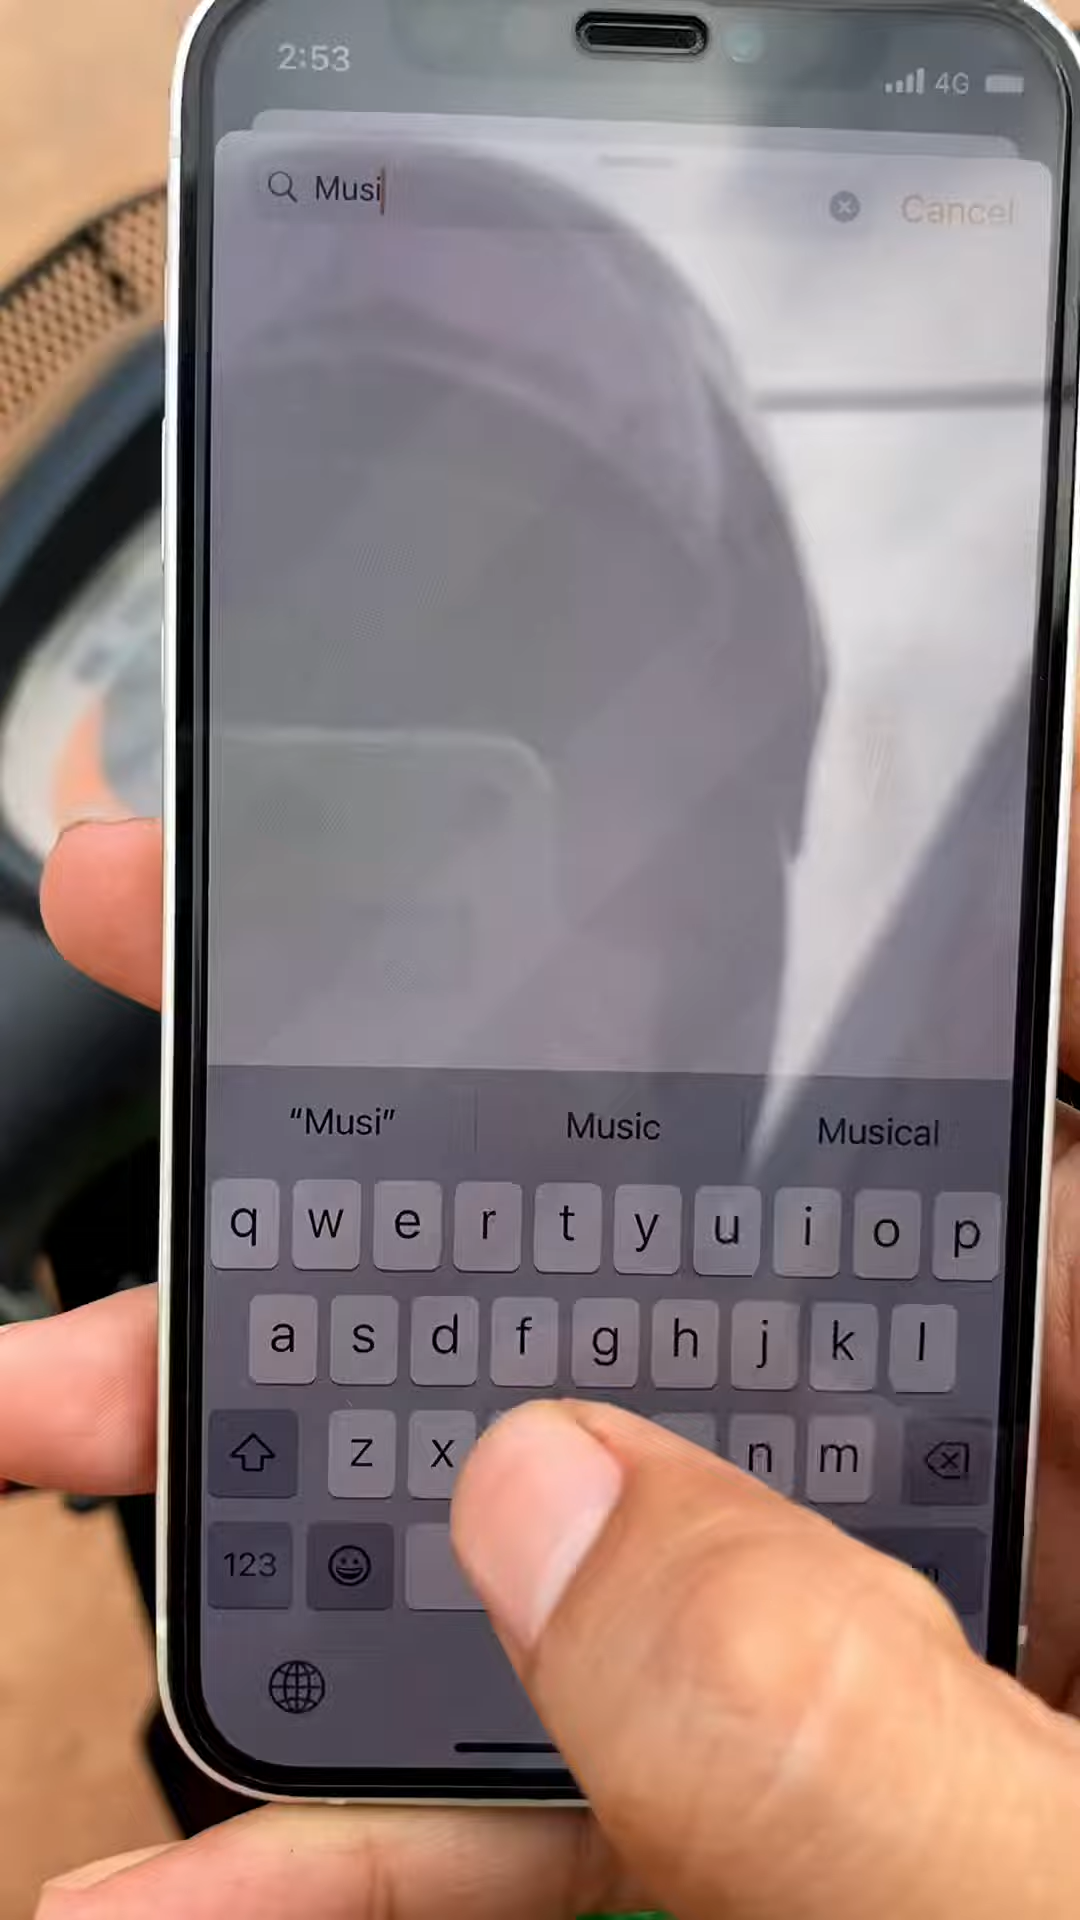 2:53
4G
Musi
Cancel
"Musi" Music Musical
q w e r t y u i o p
a s d f g h j k l
z x n m
123